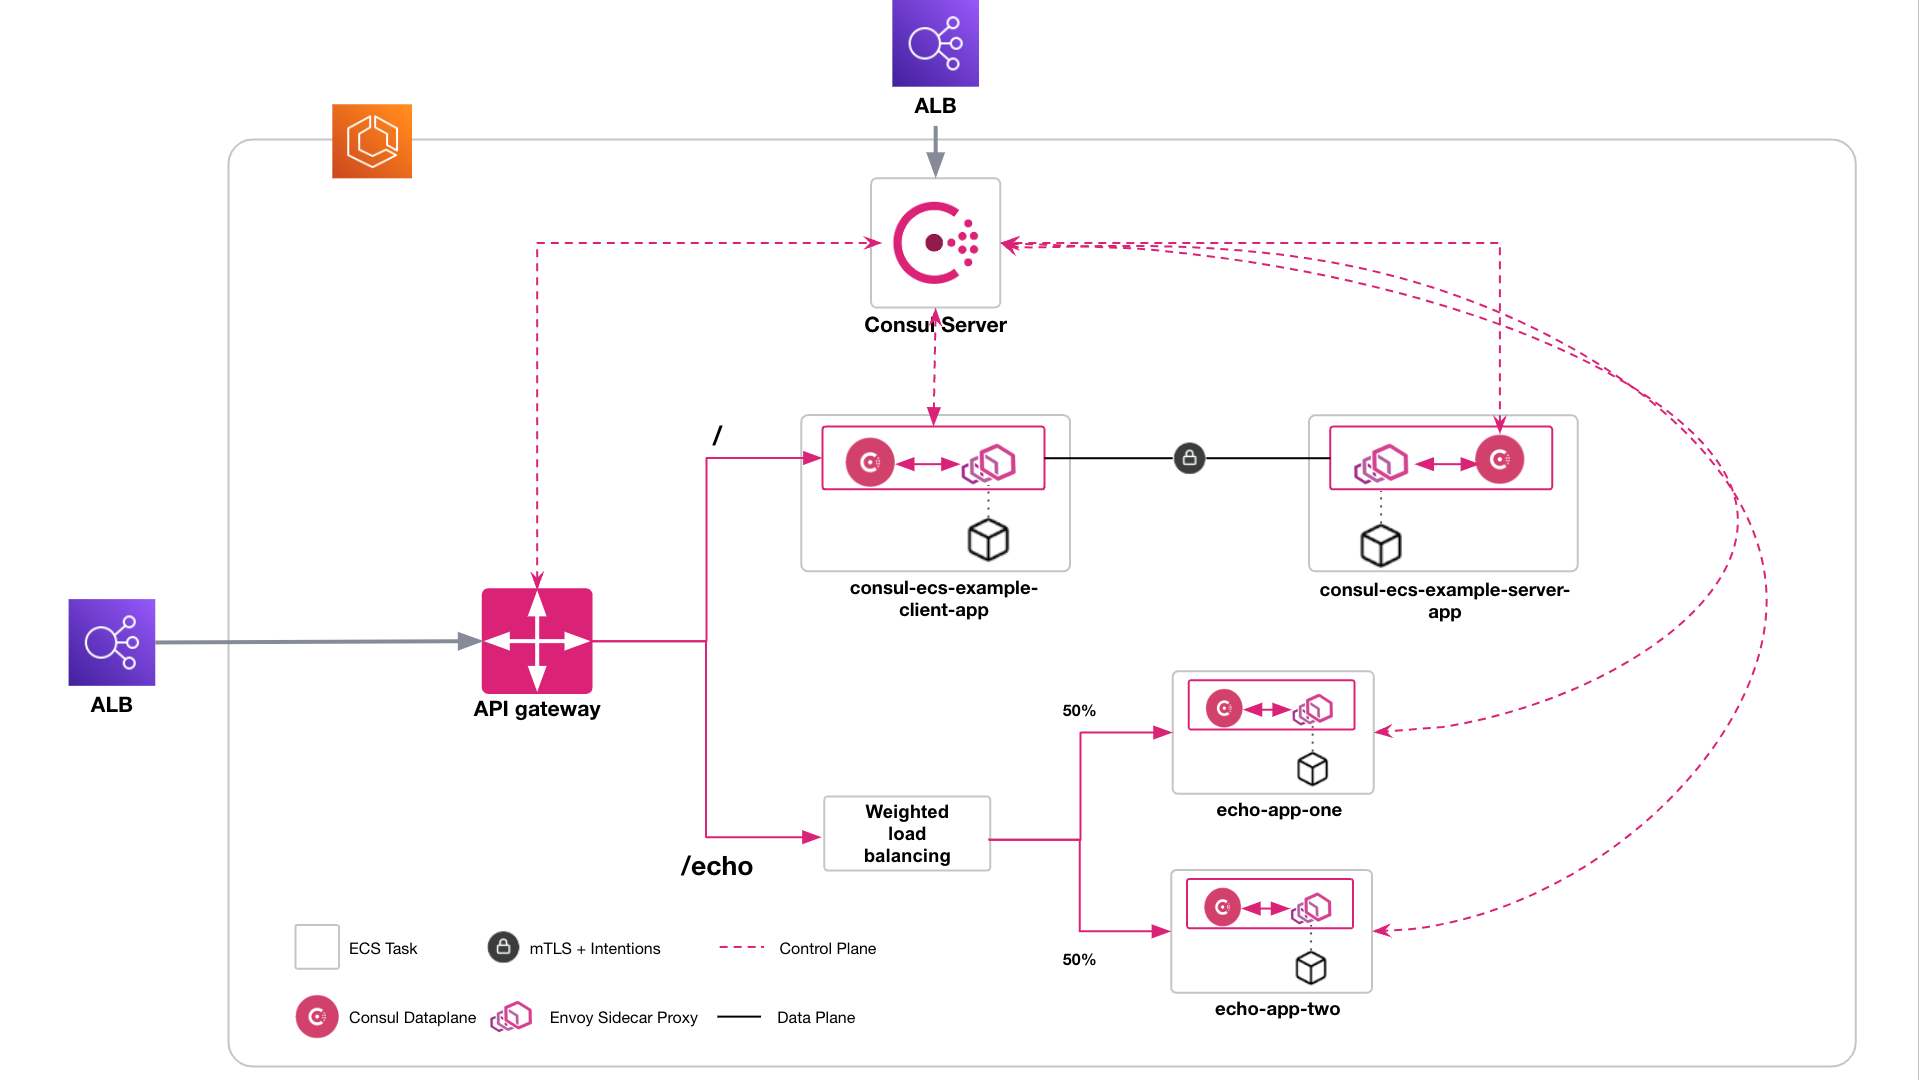 ALB
Consul Server
/
consul-ecs-example-
client-app
consul-ecs-example-server-
app
ALB
API gateway
50%
echo-app-one
Weighted
load
balancing
/echo
50%
echo-app-two
ECS Task
mTLS + Intentions
Control Plane
Consul Dataplane
Envoy Sidecar Proxy
Data Plane